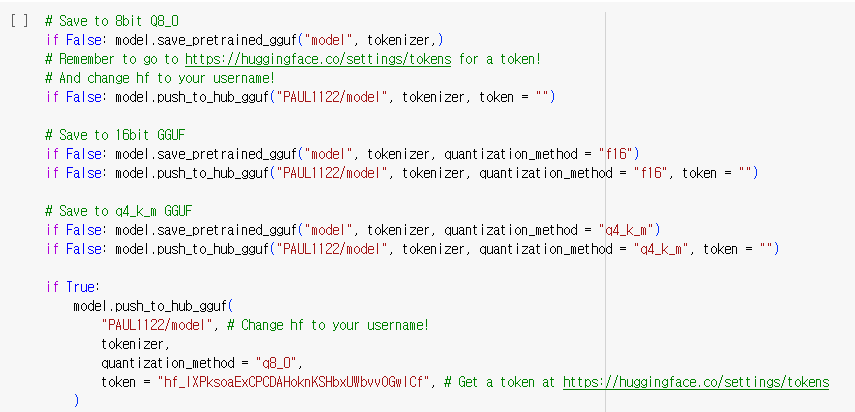 [ ] # Save to 8bit Q8_0
if False: model.save_pretrained_gguf("model", tokenizer,)
# Remember to go to https://huggingface.co/settings/tokens for a token!
# And change hf to your username!
if False: model.push_to_hub_gguf("PAUL1122/model", tokenizer, token = "")
# Save to 16bit GGUF
if False: model.save_pretrained_gguf("model", tokenizer, quantization_method = "f16")
if False: model.push_to_hub_gguf("PAUL1122/model", tokenizer, quantization_method = "f16", token = "")
# Save to q4_k_m GGUF
if False: model.save_pretrained_gguf("model", tokenizer, quantization_method = "q4_k_m")
if False: model.push_to_hub_gguf("PAUL1122/model", tokenizer, quantization_method = "q4_k_m", token = "")
if True:
model.push_to_hub_gguf(
"PAUL1122/model", # Change hf to your username!
tokenizer,
quantization_method = "q8_0",
token = # Get a token at https://huggingface.co/settings/tokens
)